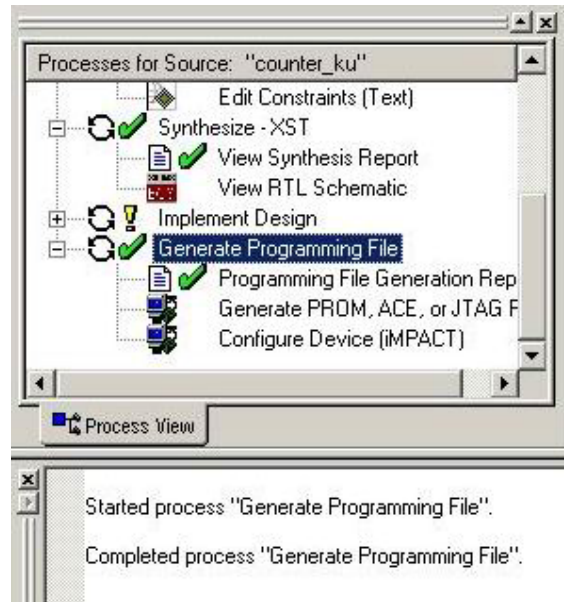 Processes for Source: "counter_ku"
Edit Constraints (Text)
Synthesize - XST
View Synthesis Report
View RTL Schematic
Implement Design
Generate Programming File
Programming File Generation Rep
Generate PROM, ACE, or JTAG F
Configure Device (iMPACT)
Process View
Started process "Generate Programming File".
Completed process "Generate Programming File".